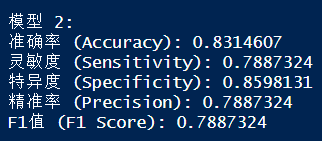 模型 2:
准确率 (Accuracy): 0.8314607
灵敏度 (Sensitivity): 0.7887324
特异度 (Specificity): 0.8598131
精准率 (Precision): 0.7887324
F1值 (F1 Score): 0.7887324